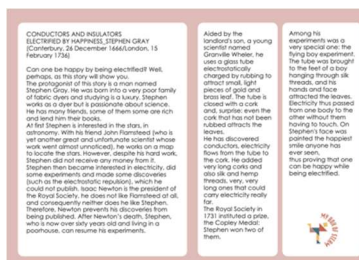 CONDUCTORS AND INSULATORS
ELECTRIFIED BY HAPPINESS_STEPHEN GRAY
(Canterbury, 26 December 1666/London, 15
February 1736)
Can one be happy by being electrified? Well,
perhaps, as this story will show you.
The protagonist of this story is a man named
Stephen Gray. He was born into a very poor family
of fabric dyers and studying is a luxury. Stephen
works as a dyer but is passionate about science.
He has many friends, some of them some are rich
and lend him their books.
At first Stephen is interested in the stars, in
astronomy. With his friend John Flamsteed (who is
yet another great and unfortunate scientist whose
work went almost unnoticed), he works on a map
to locate the stars. However, despite his hard work,
Stephen did not receive any money from it.
Stephen then became interested in electricity, did
some experiments and made some discoveries
(such as the electrostatic repulsion), which he
could not publish. Isaac Newton is the president of
the Royal Society, he does not like Flamsteed at all,
and consequently neither does he like Stephen.
Therefore, Newton prevents his discoveries from
being published. After Newton's death, Stephen,
who is now over sixty years old and living in a
poorhouse, can resume his experiments.
Aided by the
landlord's son, a young
scientist named
Granville Wheler, he
uses a glass tube
electrostatically
charged by rubbing to
attract small, light
pieces of gold and
brass leaf. The tube is
closed with a cork
and, surprise: even the
cork that has not been
rubbed attracts the
leaves.
He has discovered
conductors, electricity
flows from the tube to
the cork. He added
very long corks and
also silk and hemp
threads, very, very
long ones that could
carry electricity really
far.
The Royal Society in
1731 instituted a prize,
the Copley Medal:
Stephen won two of
them.
Among his
experiments was a
very special one: the
flying boy experiment.
The tube was brought
to the feet of a boy
hanging through silk
threads, and his
hands and face
attracted the leaves.
Electricity thus passed
from one body to the
other without them
having to touch. On
Stephen's face was
painted the happiest
smile anyone has
ever seen,
thus proving that one
can be happy while
being electrified.